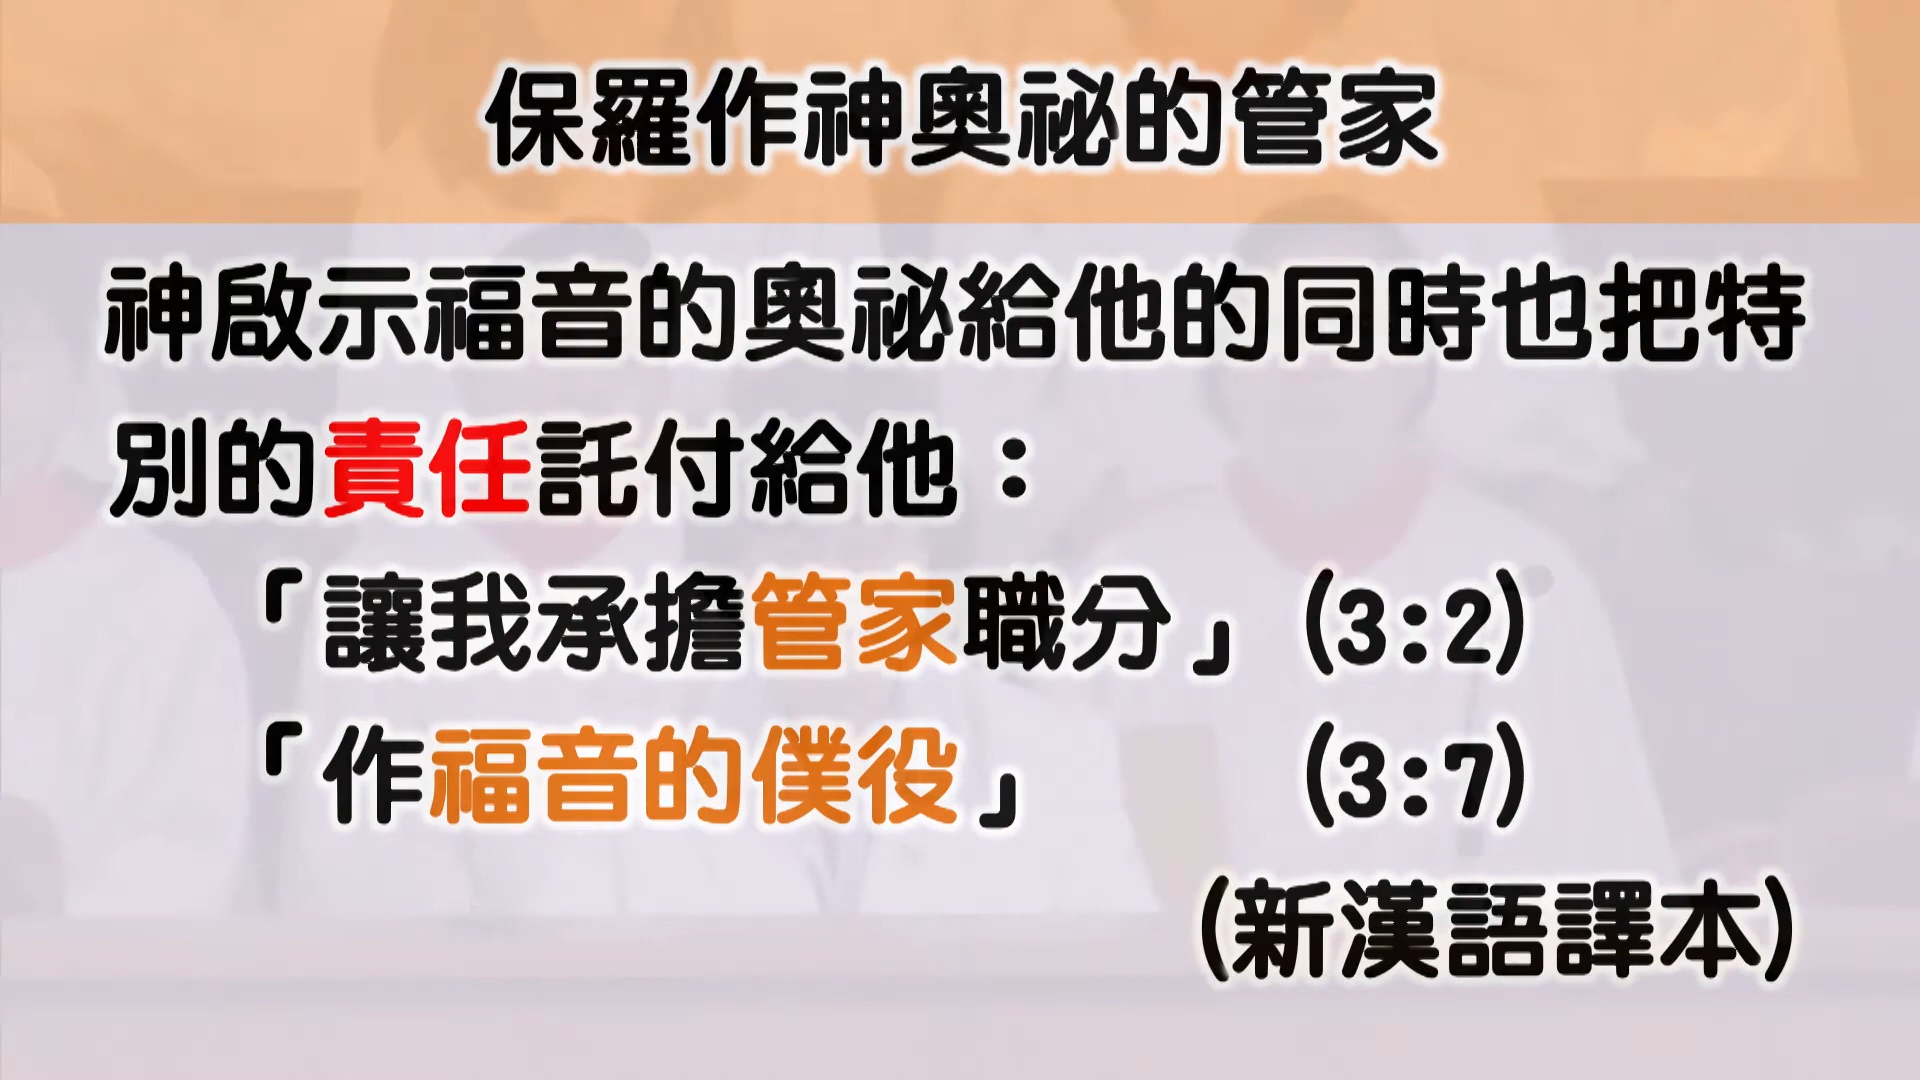 保羅作神奧祕的管家
神啟示福音的奧祕給他的同時也把特
別的責任託付給他：
「讓我承擔管家職分」(3:2)
「作福音的僕役」 (3:7)
(新漢語譯本)